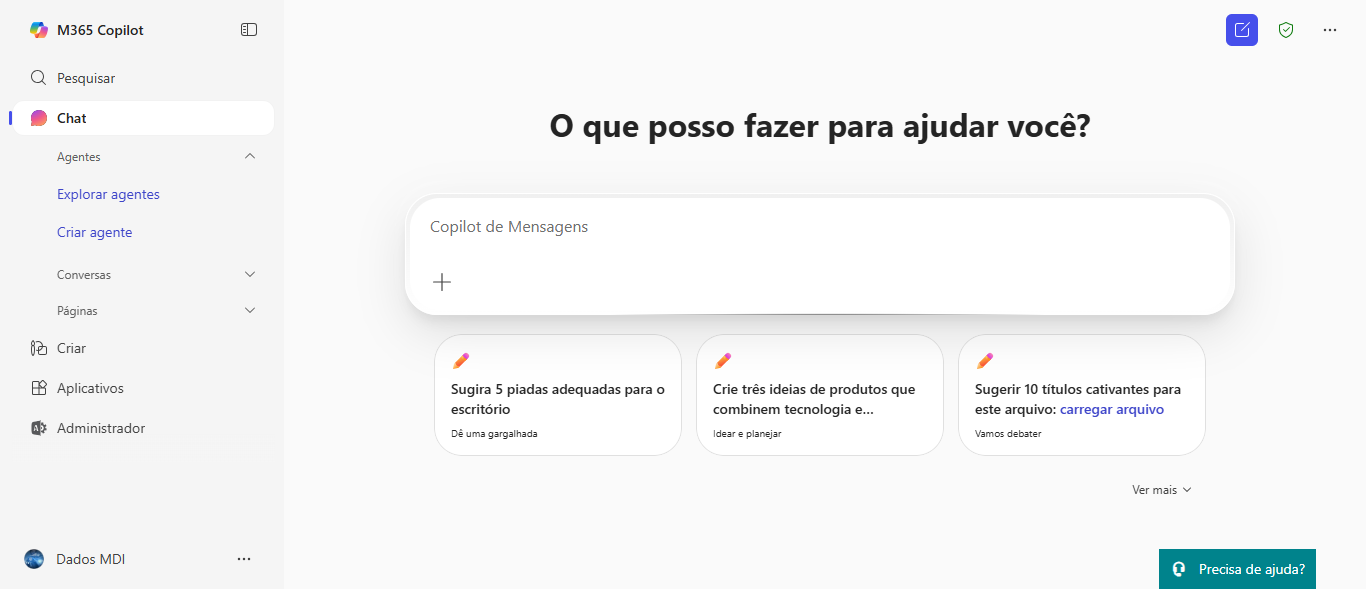 M365 Copilot
Pesquisar
Chat
Agentes
Explorar agentes
Criar agente
Conversas
Páginas
Criar
Aplicativos
Administrador
Dados MDI
O que posso fazer para ajudar você?
Copilot de Mensagens
Sugira 5 piadas adequadas para o
escritório
Dê uma gargalhada
Crie três ideias de produtos que
combinem tecnologia e...
Idear e planejar
Sugerir 10 títulos cativantes para
este arquivo: carregar arquivo
Vamos debater
Ver mais
Precisa de ajuda?